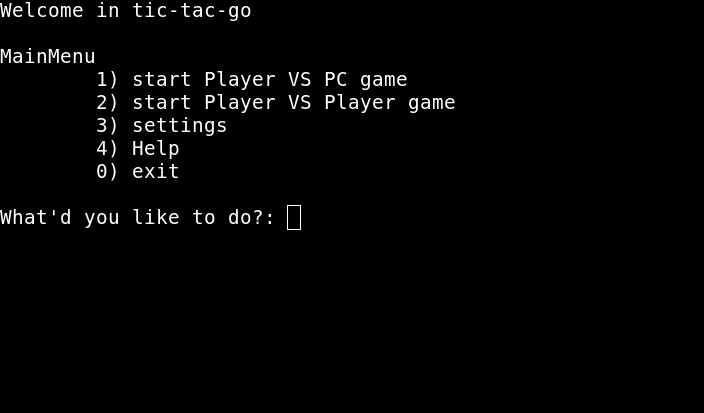 Welcome in tic-tac-go
MainMenu
1) start Player VS PC game
2) start Player VS Player game
3) settings
4) Help
0) exit
What'd you like to do?: